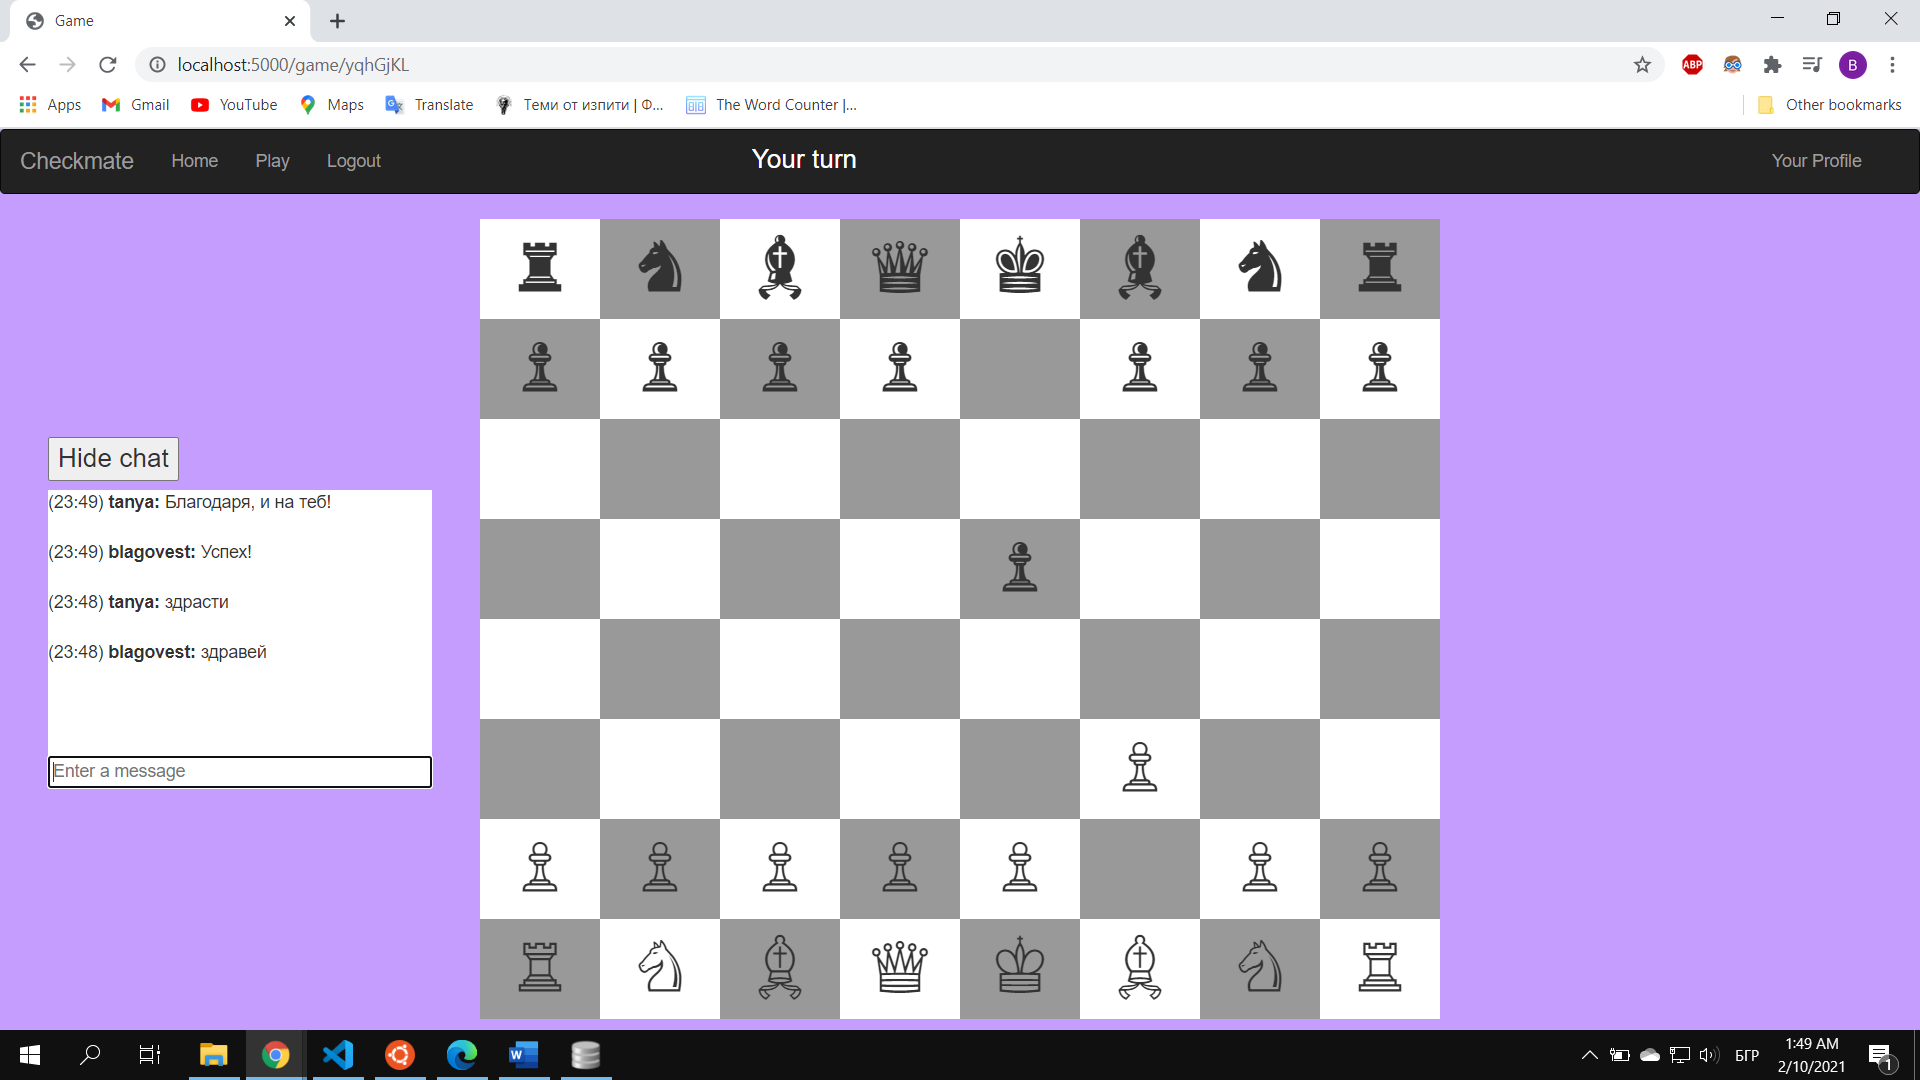 Game
localhost:5000/game/yqhGjKL
ABP
B
Apps
Gmail
YouTube
Maps
Translate
Теми от изпити | Ф...
The Word Counter |...
Other bookmarks
Checkmate
Home
Play
Logout
Your turn
Your Profile
Hide chat
(23:49) tanya: Благодаря, и на теб!
(23:49) blagovest: Успех!
(23:48) tanya: здрасти
(23:48) blagovest: здравей
Enter a message
БГР
1:49 AM
2/10/2021
1